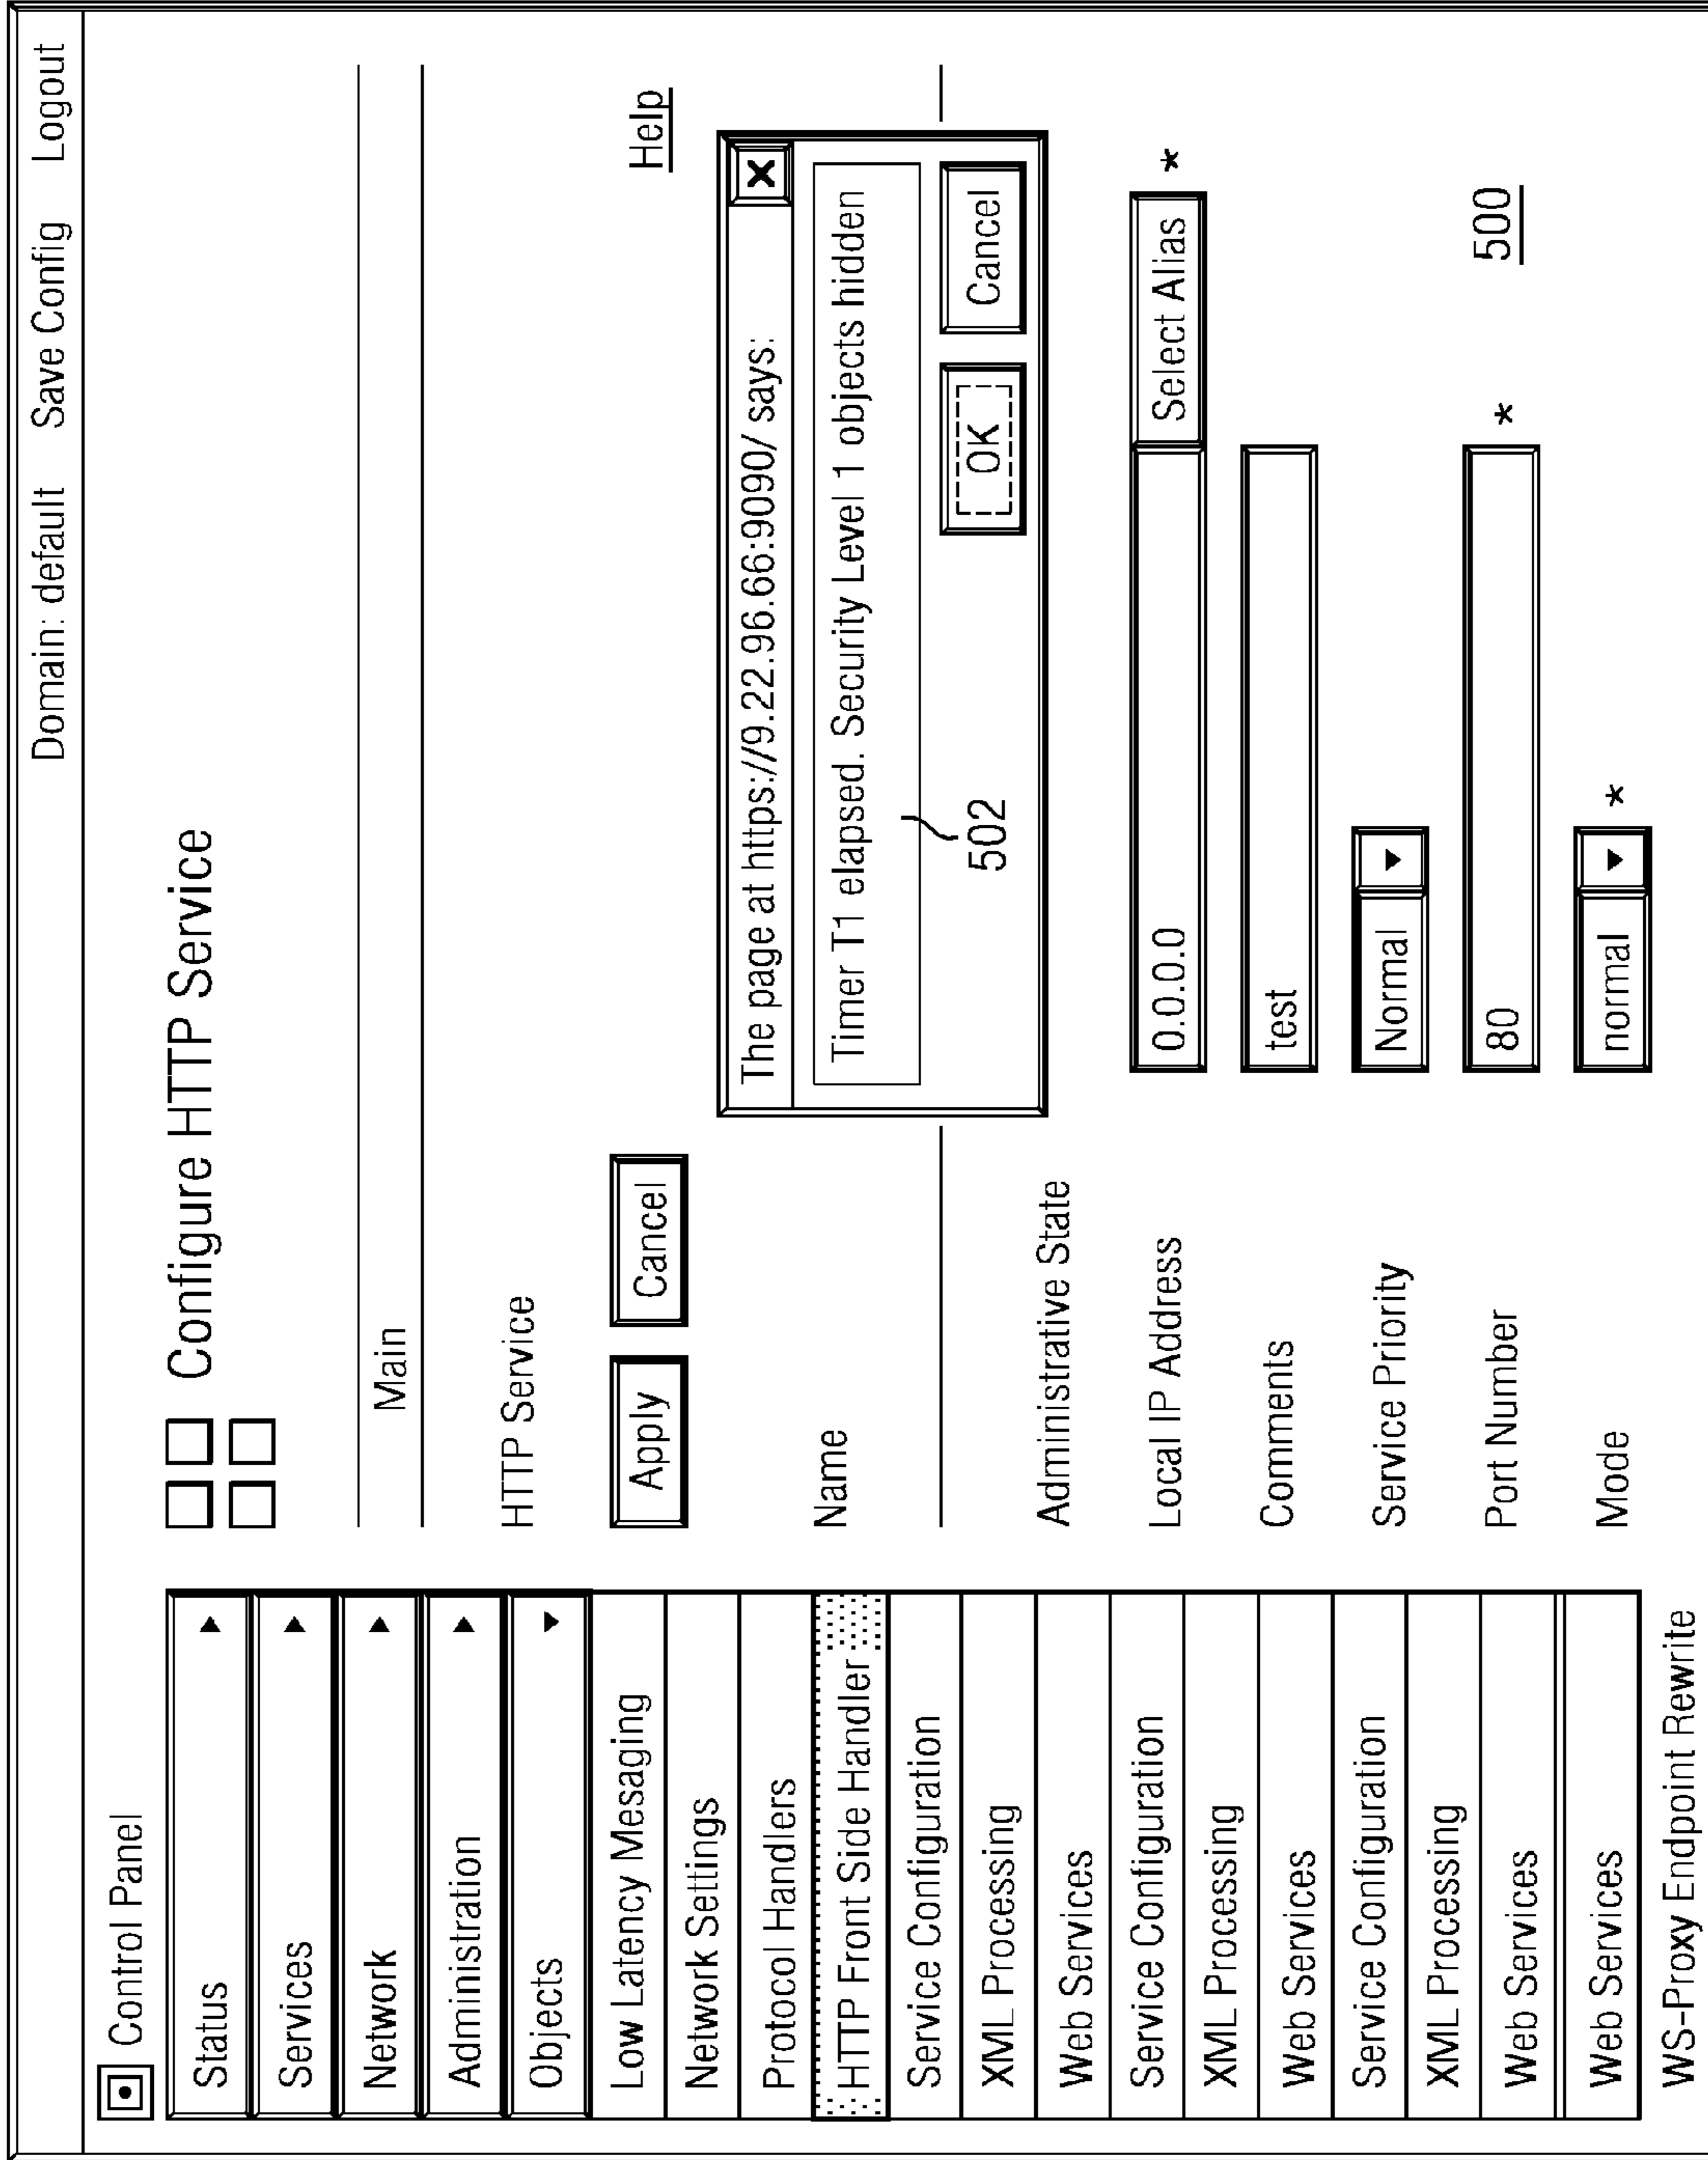 Domain: default Save Config Logout
Control Panel
Status
Services
Network
Administration
Objects
Low Latency Mesaging
Network Settings
Protocol Handlers
HTTP Front Side Handler
Service Configuration
XML Processing
Web Services
Service Configuration
XML Processing
Web Services
Service Configuration
XML Processing
Web Services
Web Services
WS-Proxy Endpoint Rewrite
Configure HTTP Service
Main
HTTP Service
Apply Cancel
Help
Name
The page at https://9.22.96.66:9090/ says:
X
Timer T1 elapsed. Security Level 1 objects hidden
502
OK Cancel
Administrative State
Local IP Address 0.0.0.0 Select Alias *
Comments test
Service Priority Normal
Port Number 80 *
500
Mode normal *